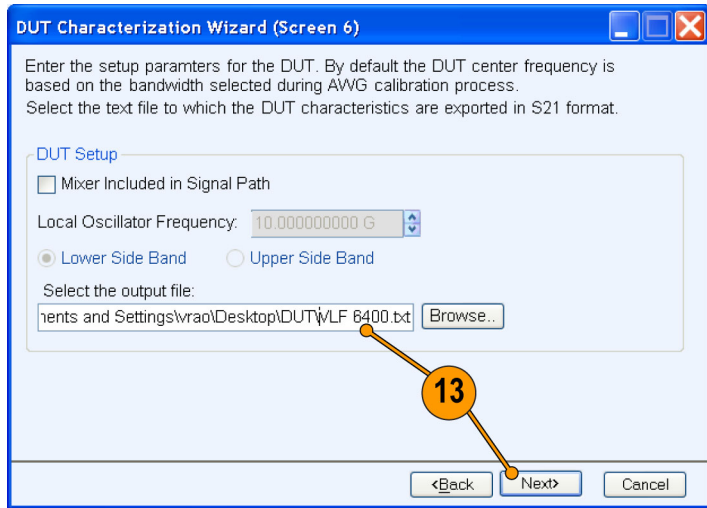 DUT Characterization Wizard (Screen 6)
Enter the setup paramters for the DUT. By default the DUT center frequency is
based on the bandwidth selected during AWG calibration process.
Select the text file to which the DUT characteristics are exported in S21 format.
DUT Setup
Mixer Included in Signal Path
Local Oscillator Frequency: 10.000000000 G
Lower Side Band Upper Side Band
Select the output file:
nents and Settings\vrao\Desktop\DUT\VLF 6400.txt Browse..
13
<Back Next> Cancel